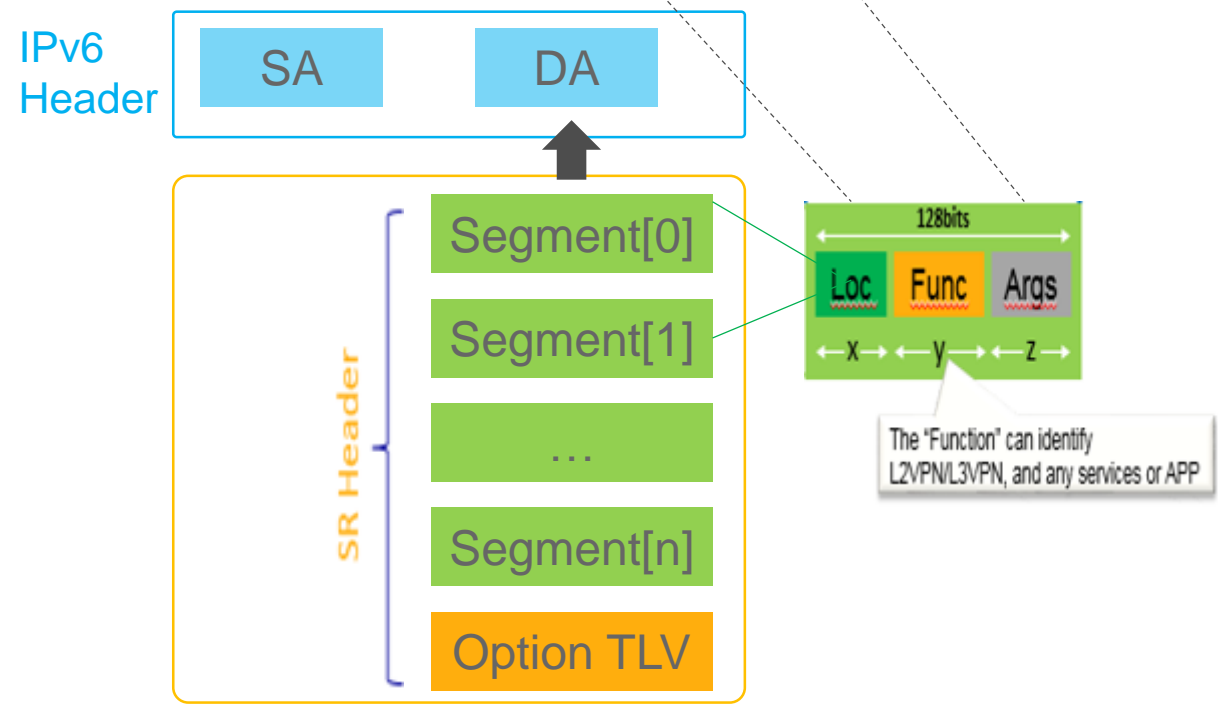 IPv6
Header
SA
DA
SR Header
Segment[0]
Segment[1]
...
Segment[n]
Option TLV
128bits
Loc Func Args
x y z
The "Function" can identify
L2VPN/L3VPN, and any services or APP